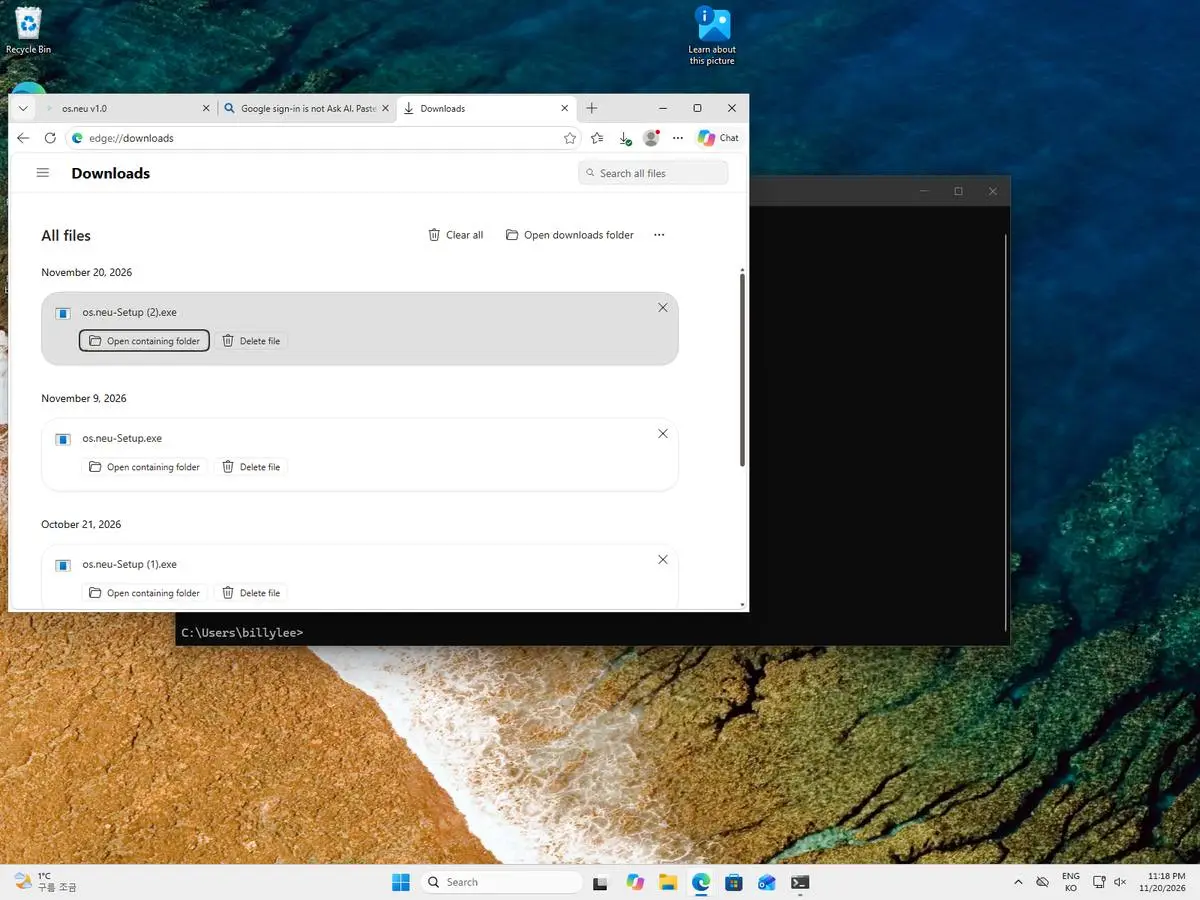 Recycle Bin
Learn about
this picture
os.neu v1.0
Google sign-in is not Ask AI. Paste
Downloads
edge://downloads
Chat
Downloads
Search all files
All files
Clear all
Open downloads folder
November 20, 2026
os.neu-Setup (2).exe
Open containing folder
Delete file
November 9, 2026
os.neu-Setup.exe
Open containing folder
Delete file
October 21, 2026
os.neu-Setup (1).exe
Open containing folder
Delete file
C:\Users\billylee>
1°C
구름 조금
Search
ENG
KO
11:18 PM
11/20/2026